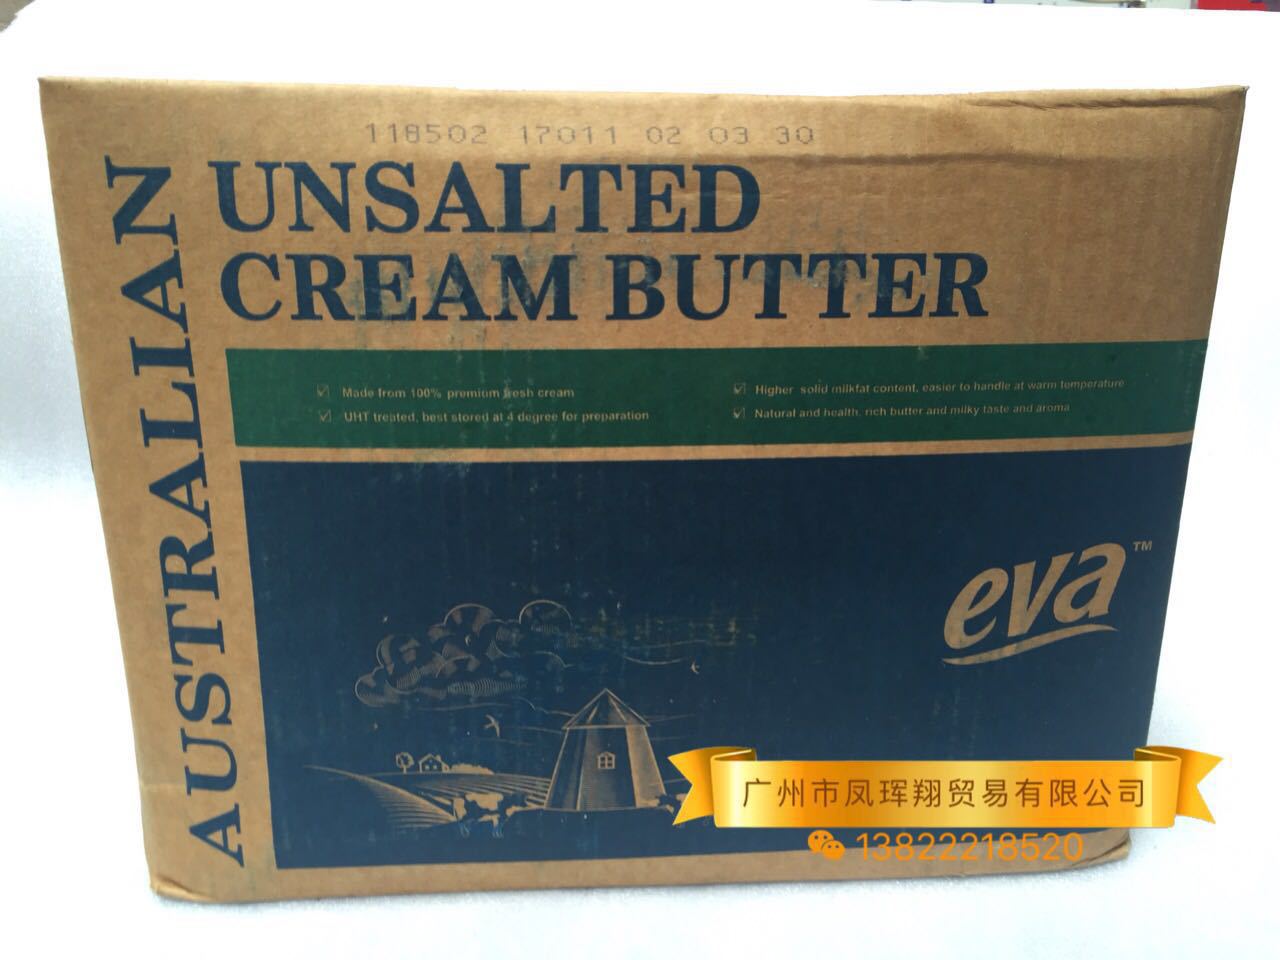 118502 17011 02 03 30
AUSTRALIAN
UNSALTED
CREAM BUTTER
Made from 100% premium fresh cream
UHT treated, best stored at 4 degree for preparation
Higher solid milkfat content, easier to handle at warm temperature
Natural and health, rich butter and milky taste and aroma
eva™
广州市凤珲翔贸易有限公司
13822218520